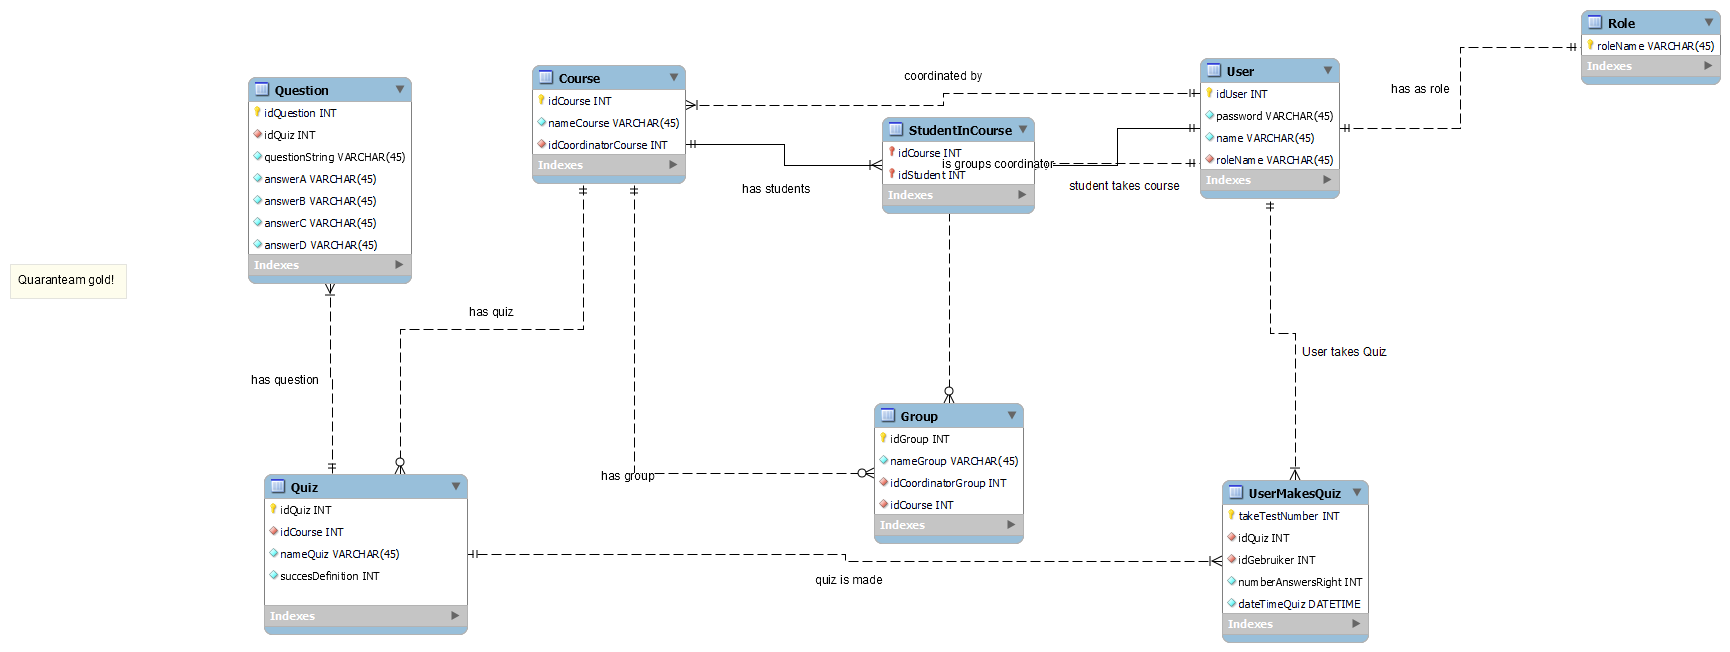 Quaranteam gold!
Question
idQuestion INT
idQuiz INT
questionString VARCHAR(45)
answerA VARCHAR(45)
answerB VARCHAR(45)
answerC VARCHAR(45)
answerD VARCHAR(45)
Indexes
Course
idCourse INT
nameCourse VARCHAR(45)
idCoordinatorCourse INT
Indexes
coordinated by
StudentInCourse
idCourse INT
idStudent INT
Indexes
is groups coordinator
has students
student takes course
User
idUser INT
password VARCHAR(45)
name VARCHAR(45)
roleName VARCHAR(45)
Indexes
has as role
Role
roleName VARCHAR(45)
Indexes
has quiz
has question
User takes Quiz
has group
Group
idGroup INT
nameGroup VARCHAR(45)
idCoordinatorGroup INT
idCourse INT
Indexes
Quiz
idQuiz INT
idCourse INT
nameQuiz VARCHAR(45)
succesDefinition INT
Indexes
quiz is made
UserMakesQuiz
takeTestNumber INT
idQuiz INT
idGebruiker INT
numberAnswersRight INT
dateTimeQuiz DATETIME
Indexes